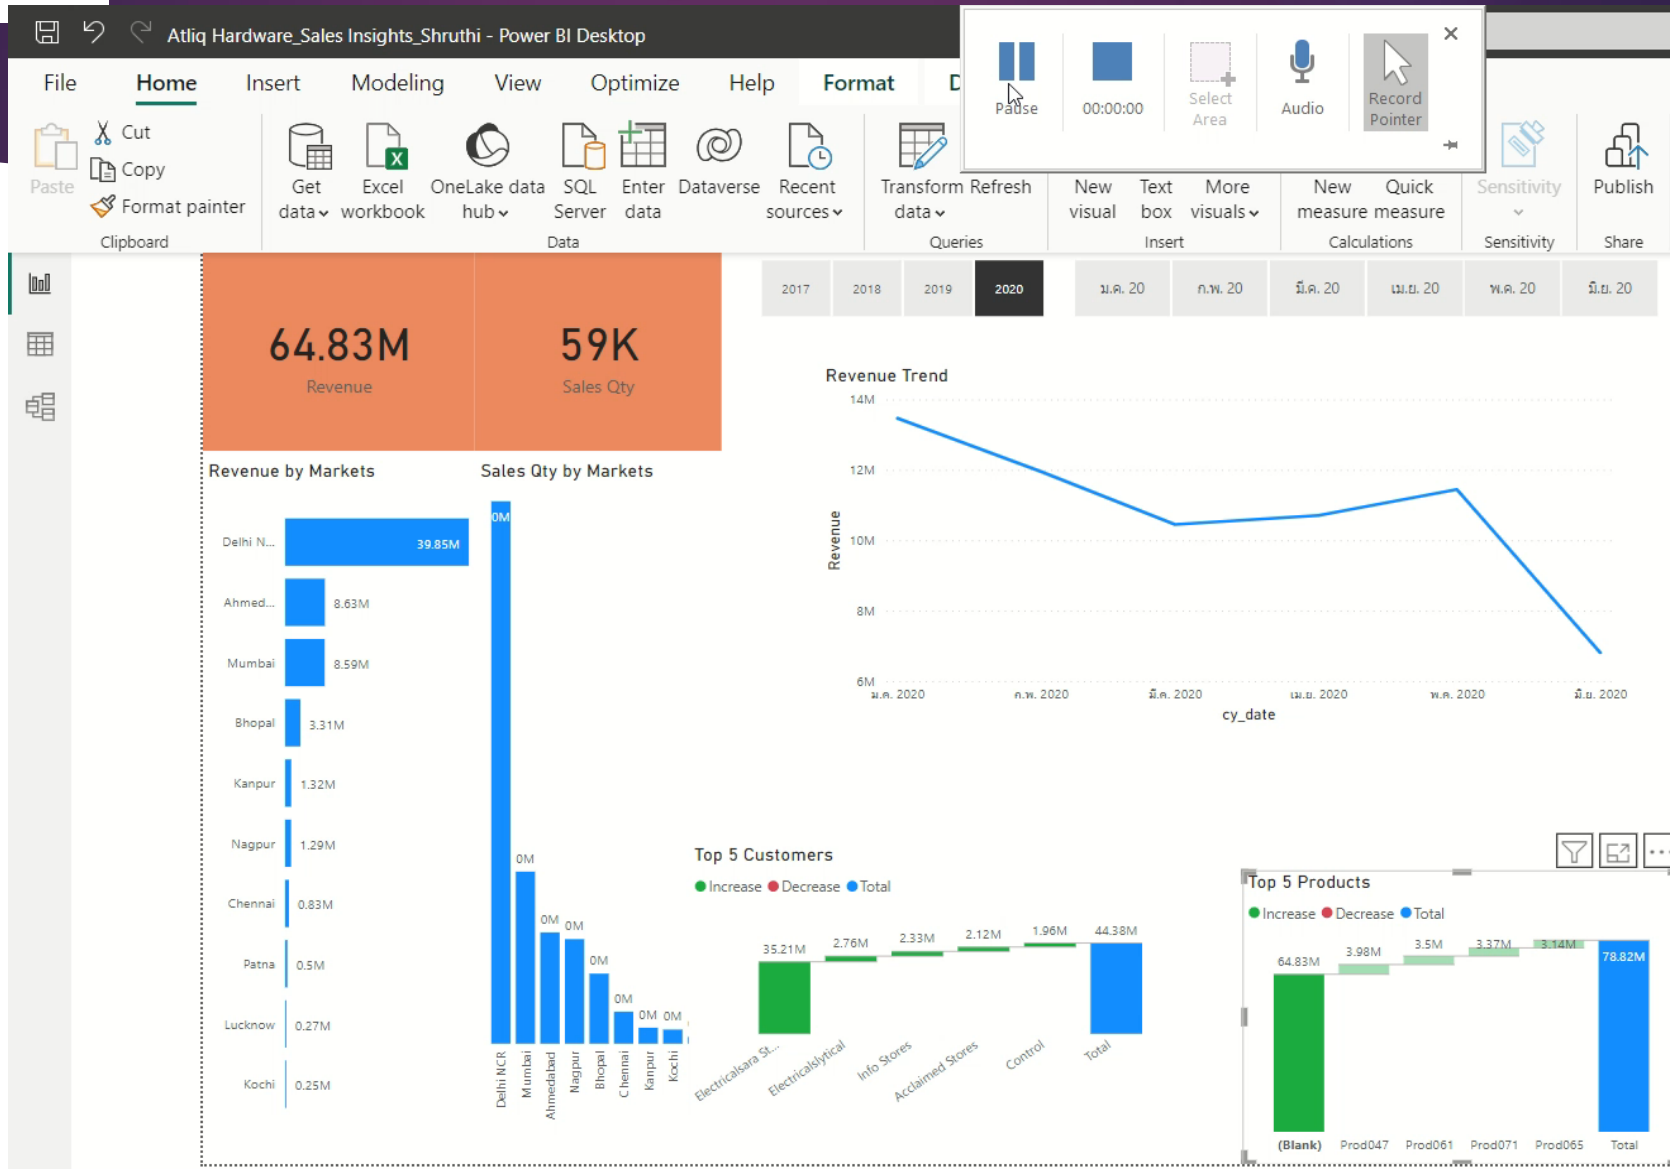 Atliq Hardware_Sales Insights_Shruthi - Power BI Desktop
File Home Insert Modeling View Optimize Help Format
Pause 00:00:00 Select Area Audio Record Pointer
Paste
Cut
Copy
Format painter
Clipboard
Get data
Excel workbook
OneLake data hub
SQL Server
Enter data
Dataverse
Recent sources
Data
Transform data
Refresh
Queries
New visual
Text box
More visuals
Insert
New measure
Quick measure
Calculations
Sensitivity
Sensitivity
Publish
Share
64.83M
Revenue
59K
Sales Qty
2017 2018 2019 2020
ม.ค. 20 ก.พ. 20 มี.ค. 20 เม.ย. 20 พ.ค. 20 มิ.ย. 20
Revenue Trend
14M
12M
10M
8M
6M
Revenue
ม.ค. 2020 ก.พ. 2020 มี.ค. 2020 เม.ย. 2020 พ.ค. 2020 มิ.ย. 2020
cy_date
Revenue by Markets
Delhi N... 39.85M
Ahmed... 8.63M
Mumbai 8.59M
Bhopal 3.31M
Kanpur 1.32M
Nagpur 1.29M
Chennai 0.83M
Patna 0.5M
Lucknow 0.27M
Kochi 0.25M
Sales Qty by Markets
0M 0M 0M 0M 0M 0M 0M 0M
Delhi NCR Mumbai Ahmedabad Nagpur Bhopal Chennai Kanpur Kochi
Top 5 Customers
Increase Decrease Total
35.21M 2.76M 2.33M 2.12M 1.96M 44.38M
Electricalsara St... Electricalslytical Info Stores Acclaimed Stores Control Total
Top 5 Products
Increase Decrease Total
64.83M 3.98M 3.5M 3.37M 3.14M 78.82M
(Blank) Prod047 Prod061 Prod071 Prod065 Total